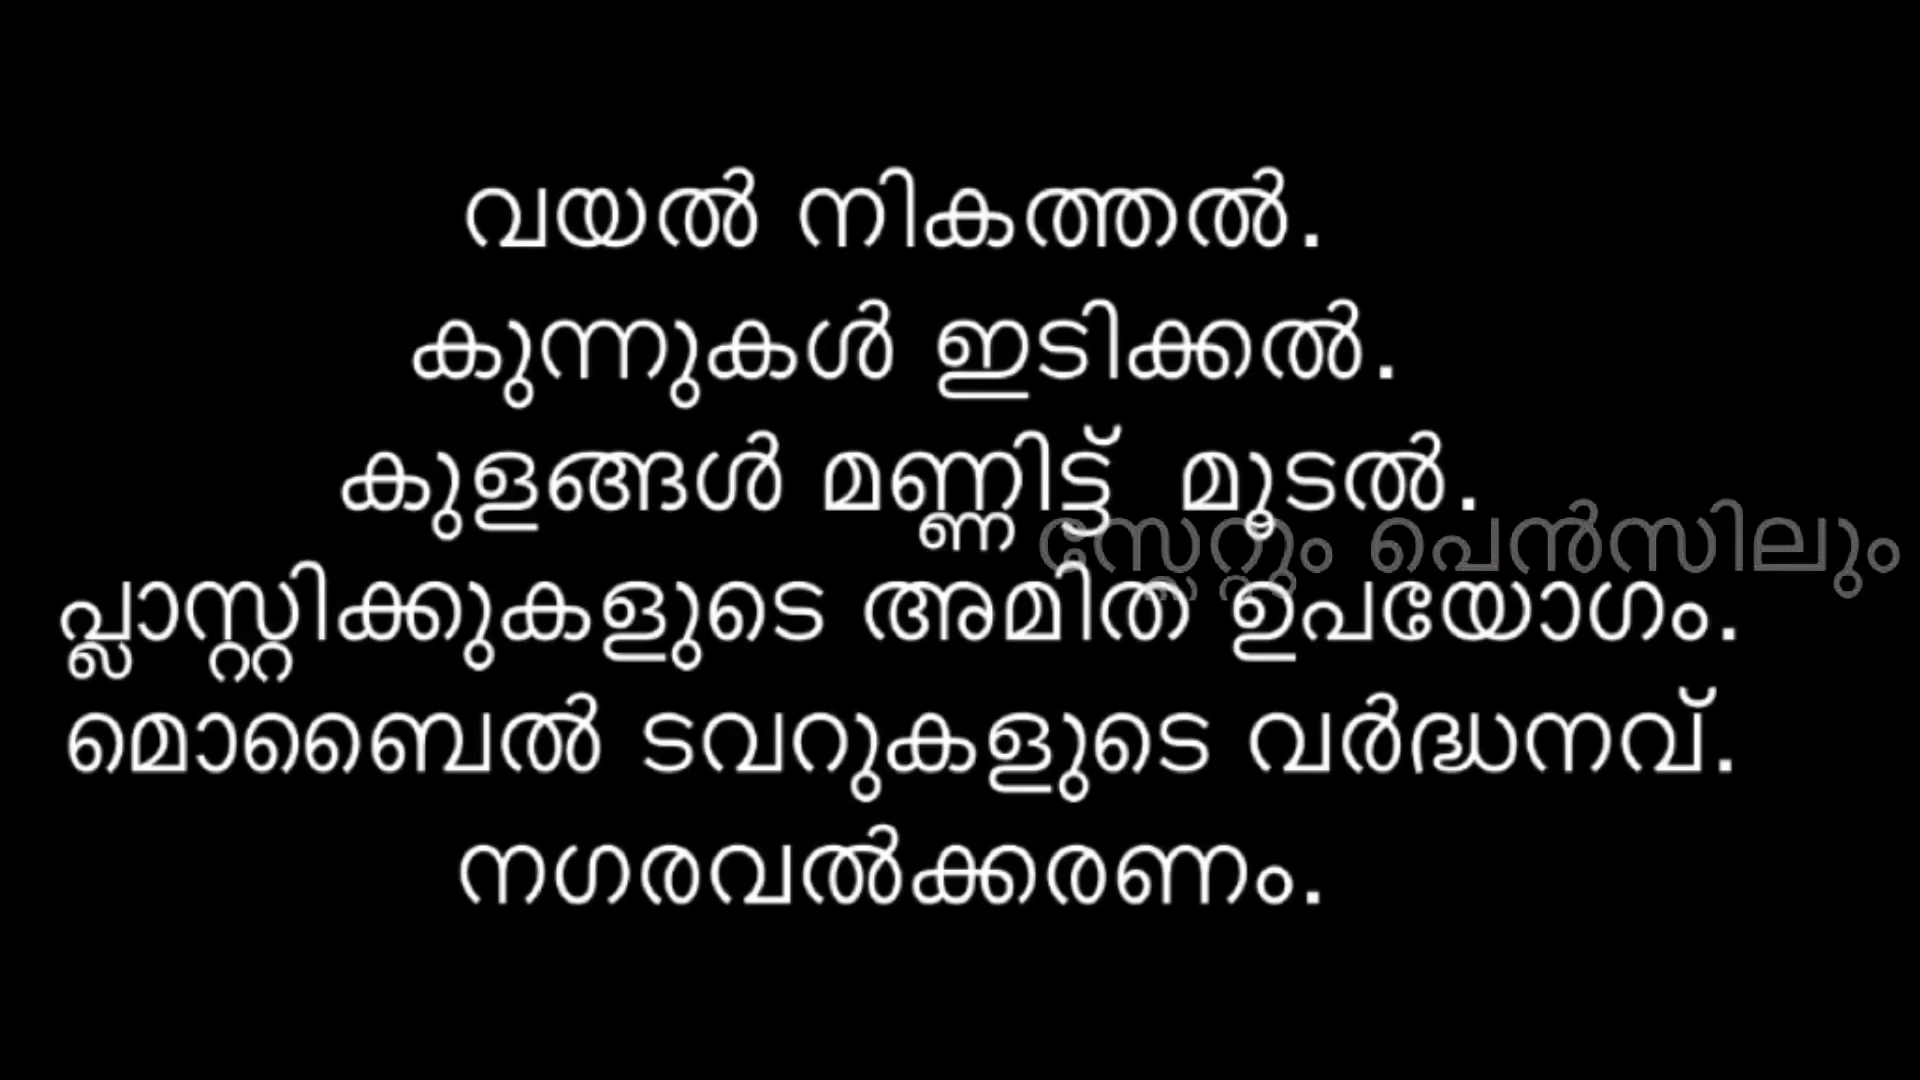 വയൽ നികത്തൽ.
കുന്നുകൾ ഇടിക്കൽ.
കുളങ്ങൾ മണ്ണിട്ട് മൂടൽ.
സ്ലേറ്റും പെൻസിലും
പ്ലാസ്റ്റിക്കുകളുടെ അമിത ഉപയോഗം.
മൊബൈൽ ടവറുകളുടെ വർദ്ധനവ്.
നഗരവൽക്കരണം.